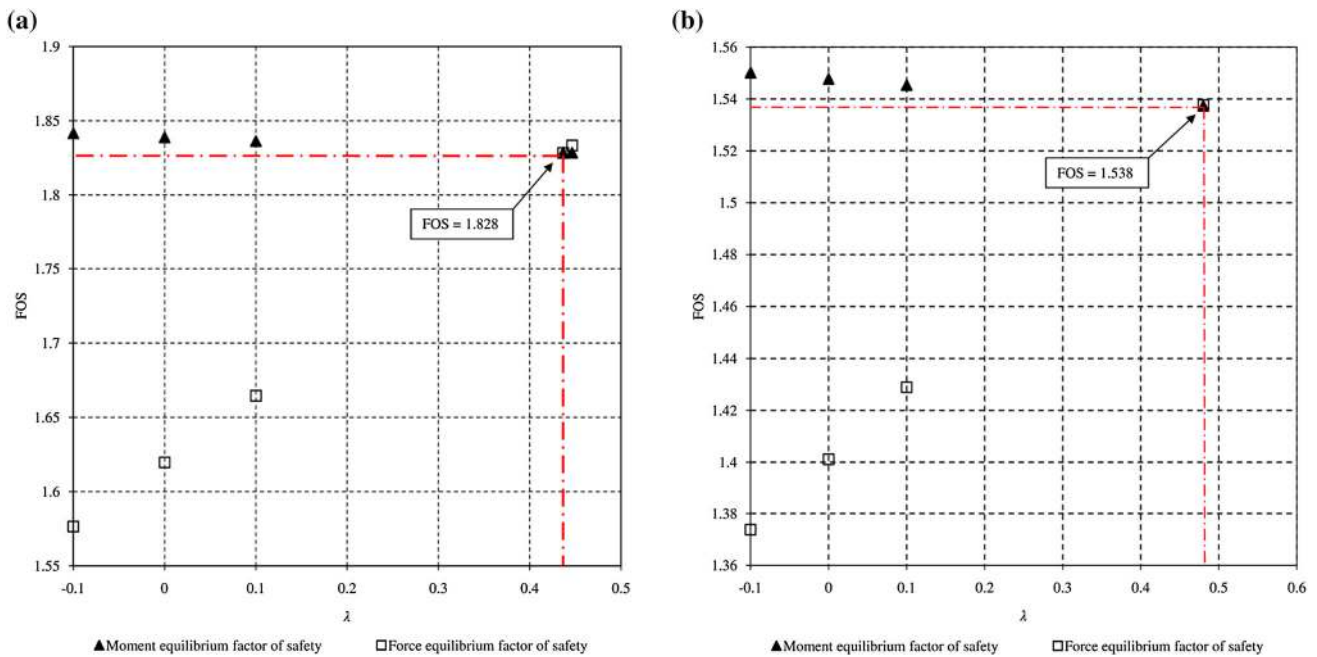 (a)
1.9
1.85
1.8
1.75
1.7
1.65
1.6
1.55
FOS
FOS = 1.828
-0.1 0 0.1 0.2 0.3 0.4 0.5
λ
▲Moment equilibrium factor of safety □Force equilibrium factor of safety
(b)
1.56
1.54
1.52
1.5
1.48
1.46
1.44
1.42
1.4
1.38
1.36
FOS
FOS = 1.538
-0.1 0 0.1 0.2 0.3 0.4 0.5 0.6
λ
▲Moment equilibrium factor of safety □Force equilibrium factor of safety